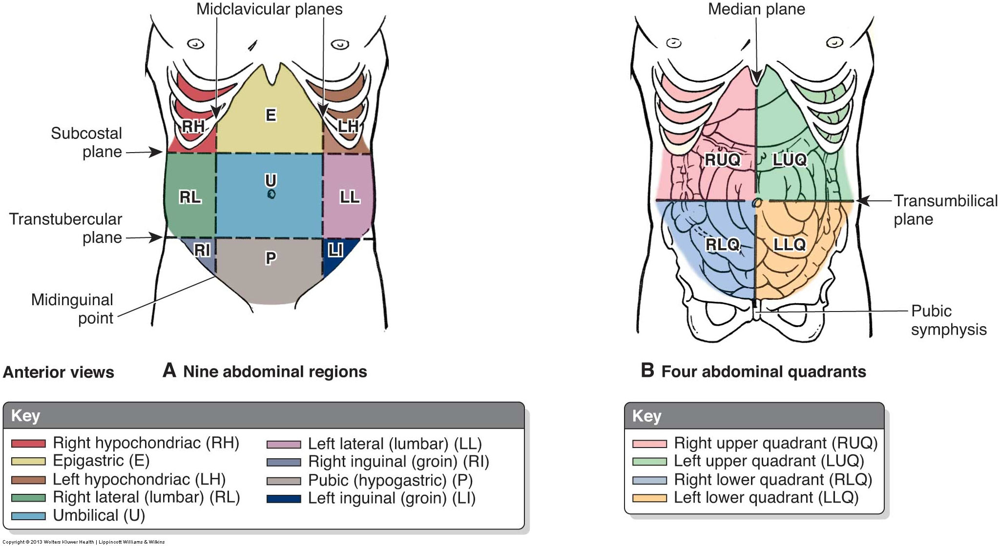 Midclavicular planes
Median plane
E
RH
LH
Subcostal
plane
U
RL
LL
Transtubercular
plane
RI
P
LI
Midinguinal
point
RUQ
LUQ
Transumbilical
plane
RLQ
LLQ
Pubic
symphysis
Anterior views
A Nine abdominal regions
B Four abdominal quadrants
Key
Right hypochondriac (RH)
Epigastric (E)
Left hypochondriac (LH)
Right lateral (lumbar) (RL)
Umbilical (U)
Left lateral (lumbar) (LL)
Right inguinal (groin) (RI)
Pubic (hypogastric) (P)
Left inguinal (groin) (LI)
Key
Right upper quadrant (RUQ)
Left upper quadrant (LUQ)
Right lower quadrant (RLQ)
Left lower quadrant (LLQ)
Copyright © 2013 Wolters Kluwer Health | Lippincott Williams & Wilkins